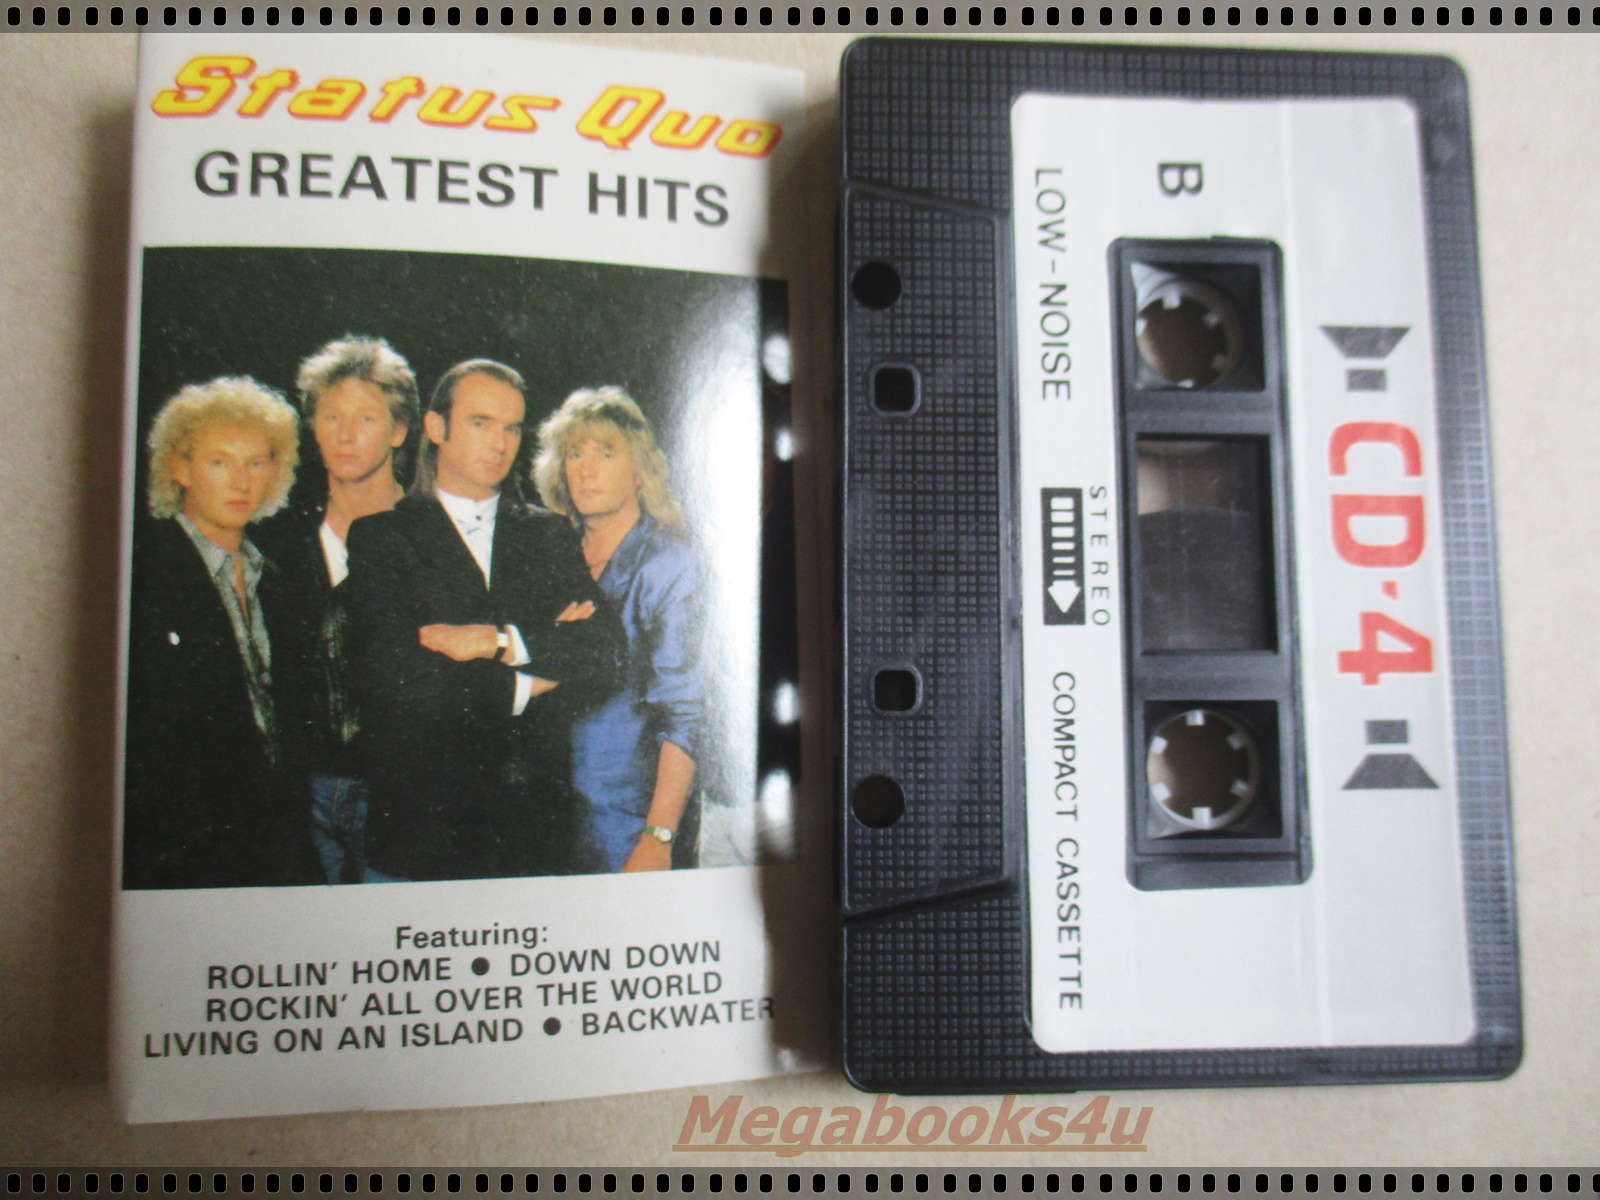 Status Quo
GREATEST HITS
Featuring:
ROLLIN' HOME ● DOWN DOWN
ROCKIN' ALL OVER THE WORLD
LIVING ON AN ISLAND ● BACKWATER
B
CD·4
STEREO
LOW-NOISE
COMPACT CASSETTE
Megabooks4u